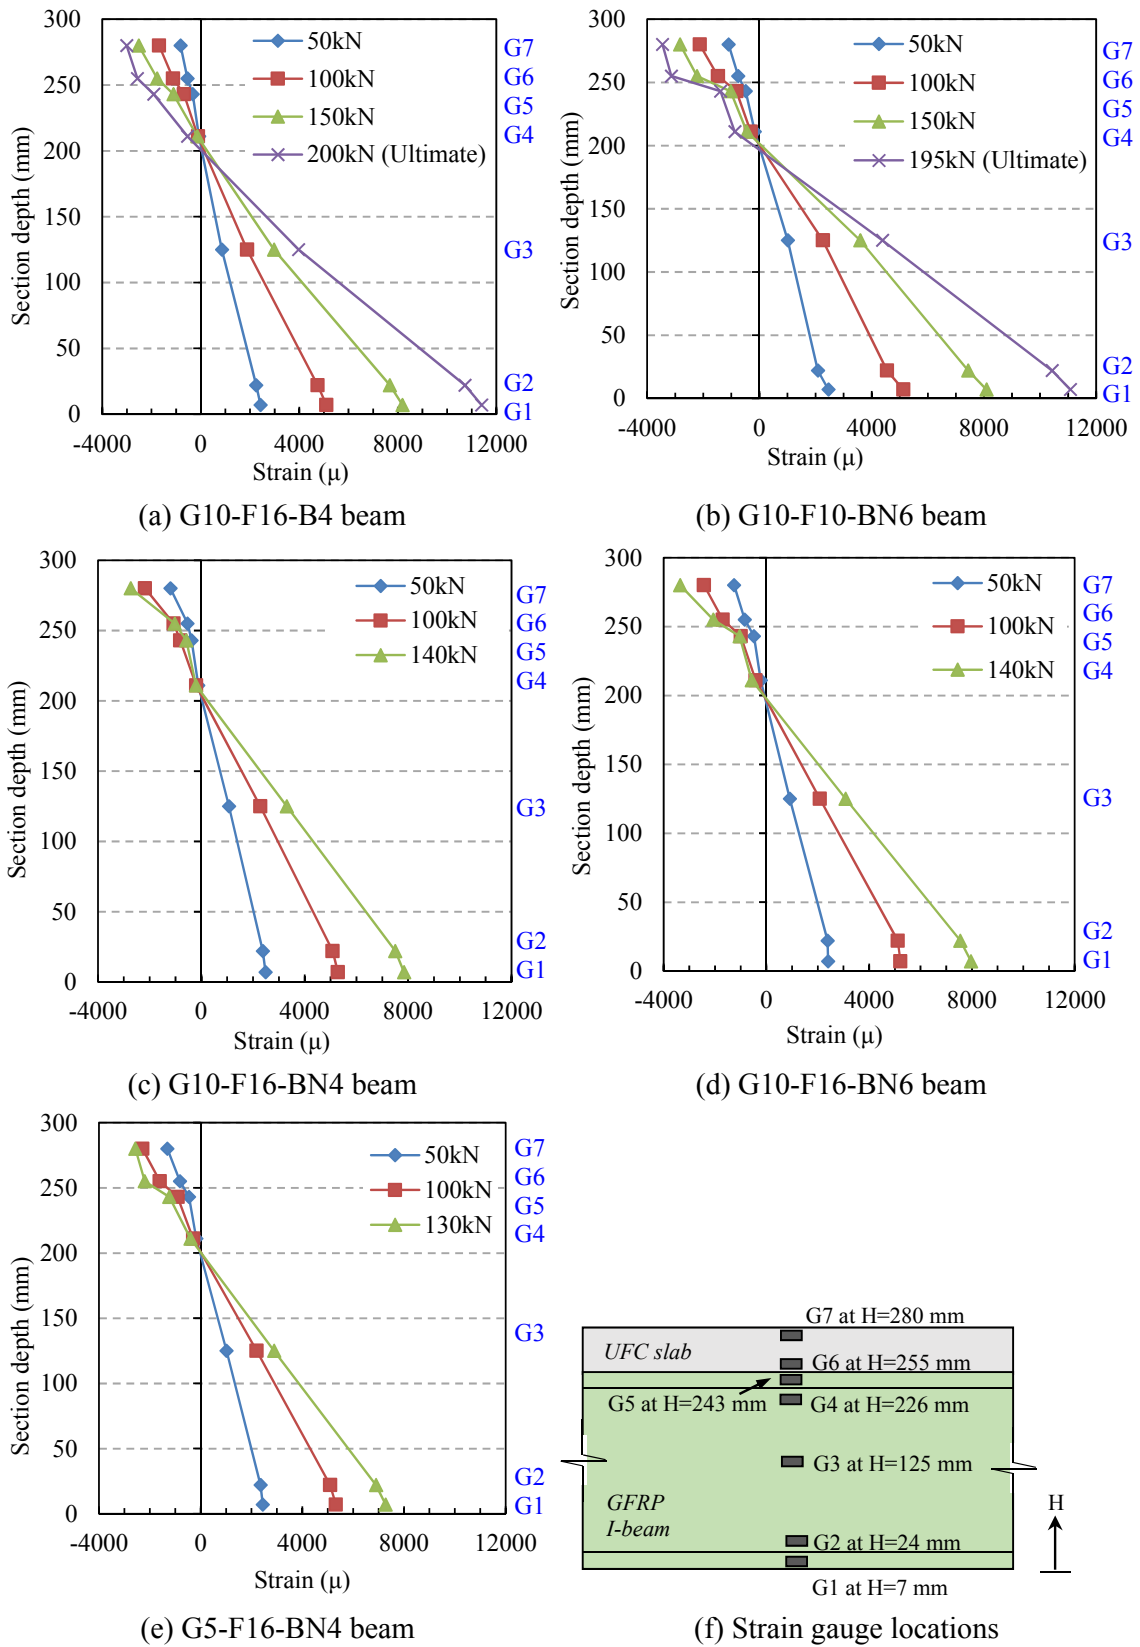 300
250
200
150
100
50
0
Section depth (mm)
-4000 0 4000 8000 12000
Strain (μ)
50kN
100kN
150kN
200kN (Ultimate)
G7
G6
G5
G4
G3
G2
G1
(a) G10-F16-B4 beam
300
250
200
150
100
50
0
Section depth (mm)
-4000 0 4000 8000 12000
Strain (μ)
50kN
100kN
150kN
195kN (Ultimate)
G7
G6
G5
G4
G3
G2
G1
(b) G10-F10-BN6 beam
300
250
200
150
100
50
0
Section depth (mm)
-4000 0 4000 8000 12000
Strain (μ)
50kN
100kN
140kN
G7
G6
G5
G4
G3
G2
G1
(c) G10-F16-BN4 beam
300
250
200
150
100
50
0
Section depth (mm)
-4000 0 4000 8000 12000
Strain (μ)
50kN
100kN
140kN
G7
G6
G5
G4
G3
G2
G1
(d) G10-F16-BN6 beam
300
250
200
150
100
50
0
Section depth (mm)
-4000 0 4000 8000 12000
Strain (μ)
50kN
100kN
130kN
G7
G6
G5
G4
G3
G2
G1
(e) G5-F16-BN4 beam
G7 at H=280 mm
UFC slab
G6 at H=255 mm
G5 at H=243 mm
G4 at H=226 mm
G3 at H=125 mm
GFRP
I-beam
H
G2 at H=24 mm
G1 at H=7 mm
(f) Strain gauge locations